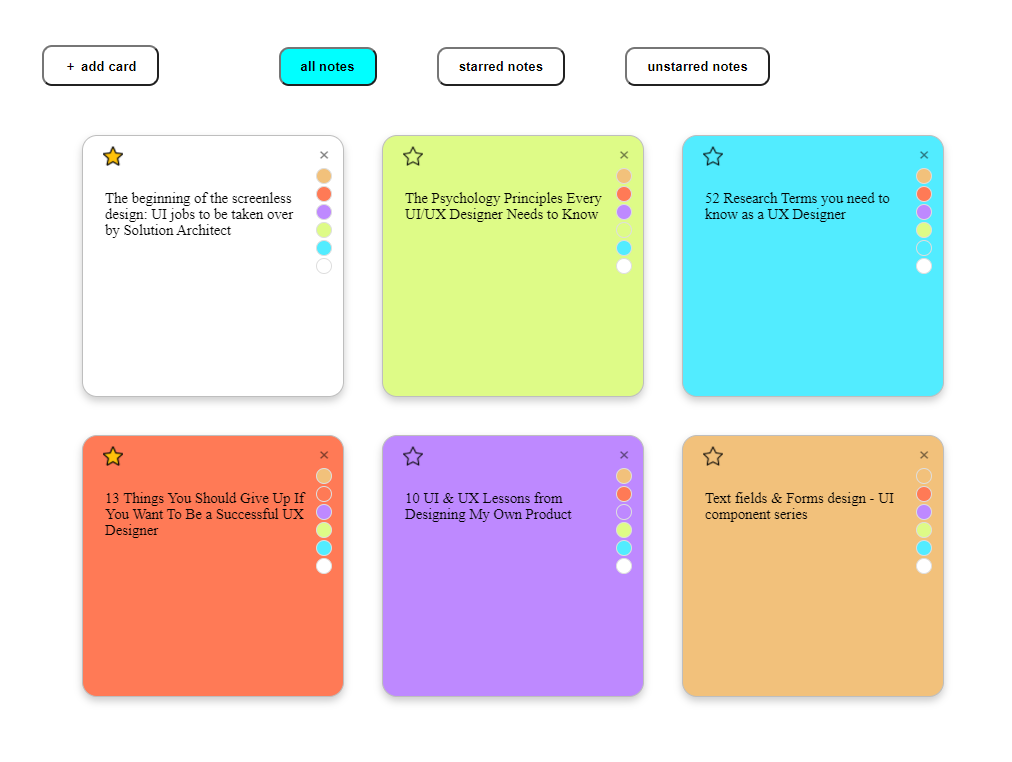 + add card
all notes
starred notes
unstarred notes
×
The beginning of the screenless
design: UI jobs to be taken over
by Solution Architect
×
The Psychology Principles Every
UI/UX Designer Needs to Know
×
52 Research Terms you need to
know as a UX Designer
×
13 Things You Should Give Up If
You Want To Be a Successful UX
Designer
×
10 UI & UX Lessons from
Designing My Own Product
×
Text fields & Forms design - UI
component series